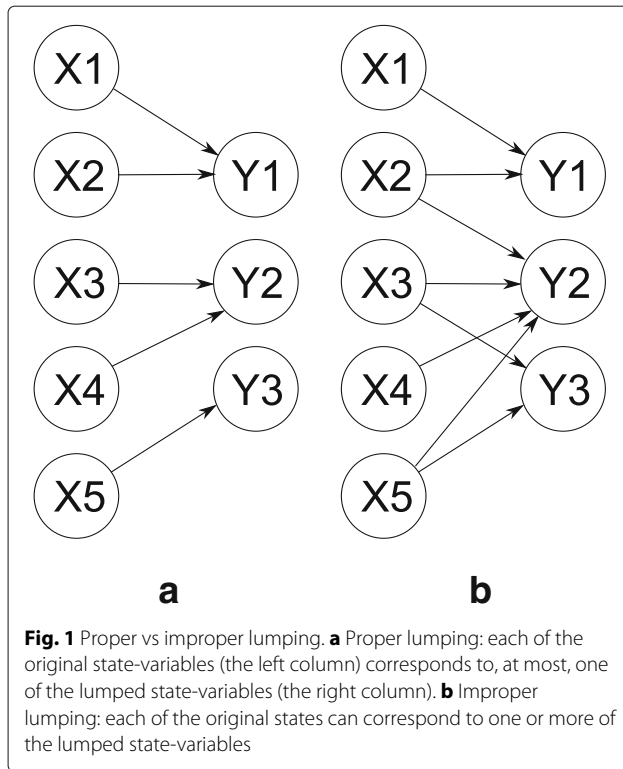 X1
X2
Y1
X3
Y2
X4
Y3
X5
a
X1
X2
Y1
X3
Y2
X4
Y3
X5
b
Fig. 1 Proper vs improper lumping. a Proper lumping: each of the
original state-variables (the left column) corresponds to, at most, one
of the lumped state-variables (the right column). b Improper
lumping: each of the original states can correspond to one or more of
the lumped state-variables